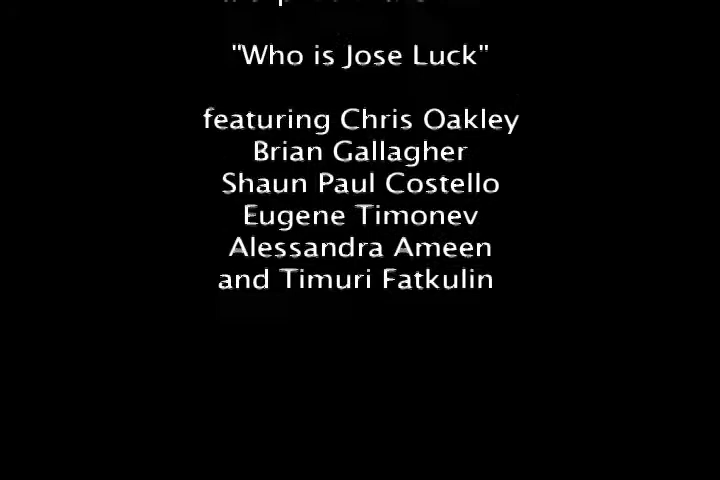 "Who is Jose Luck"
featuring Chris Oakley
Brian Gallagher
Shaun Paul Costello
Eugene Timonev
Alessandra Ameen
and Timuri Fatkulin